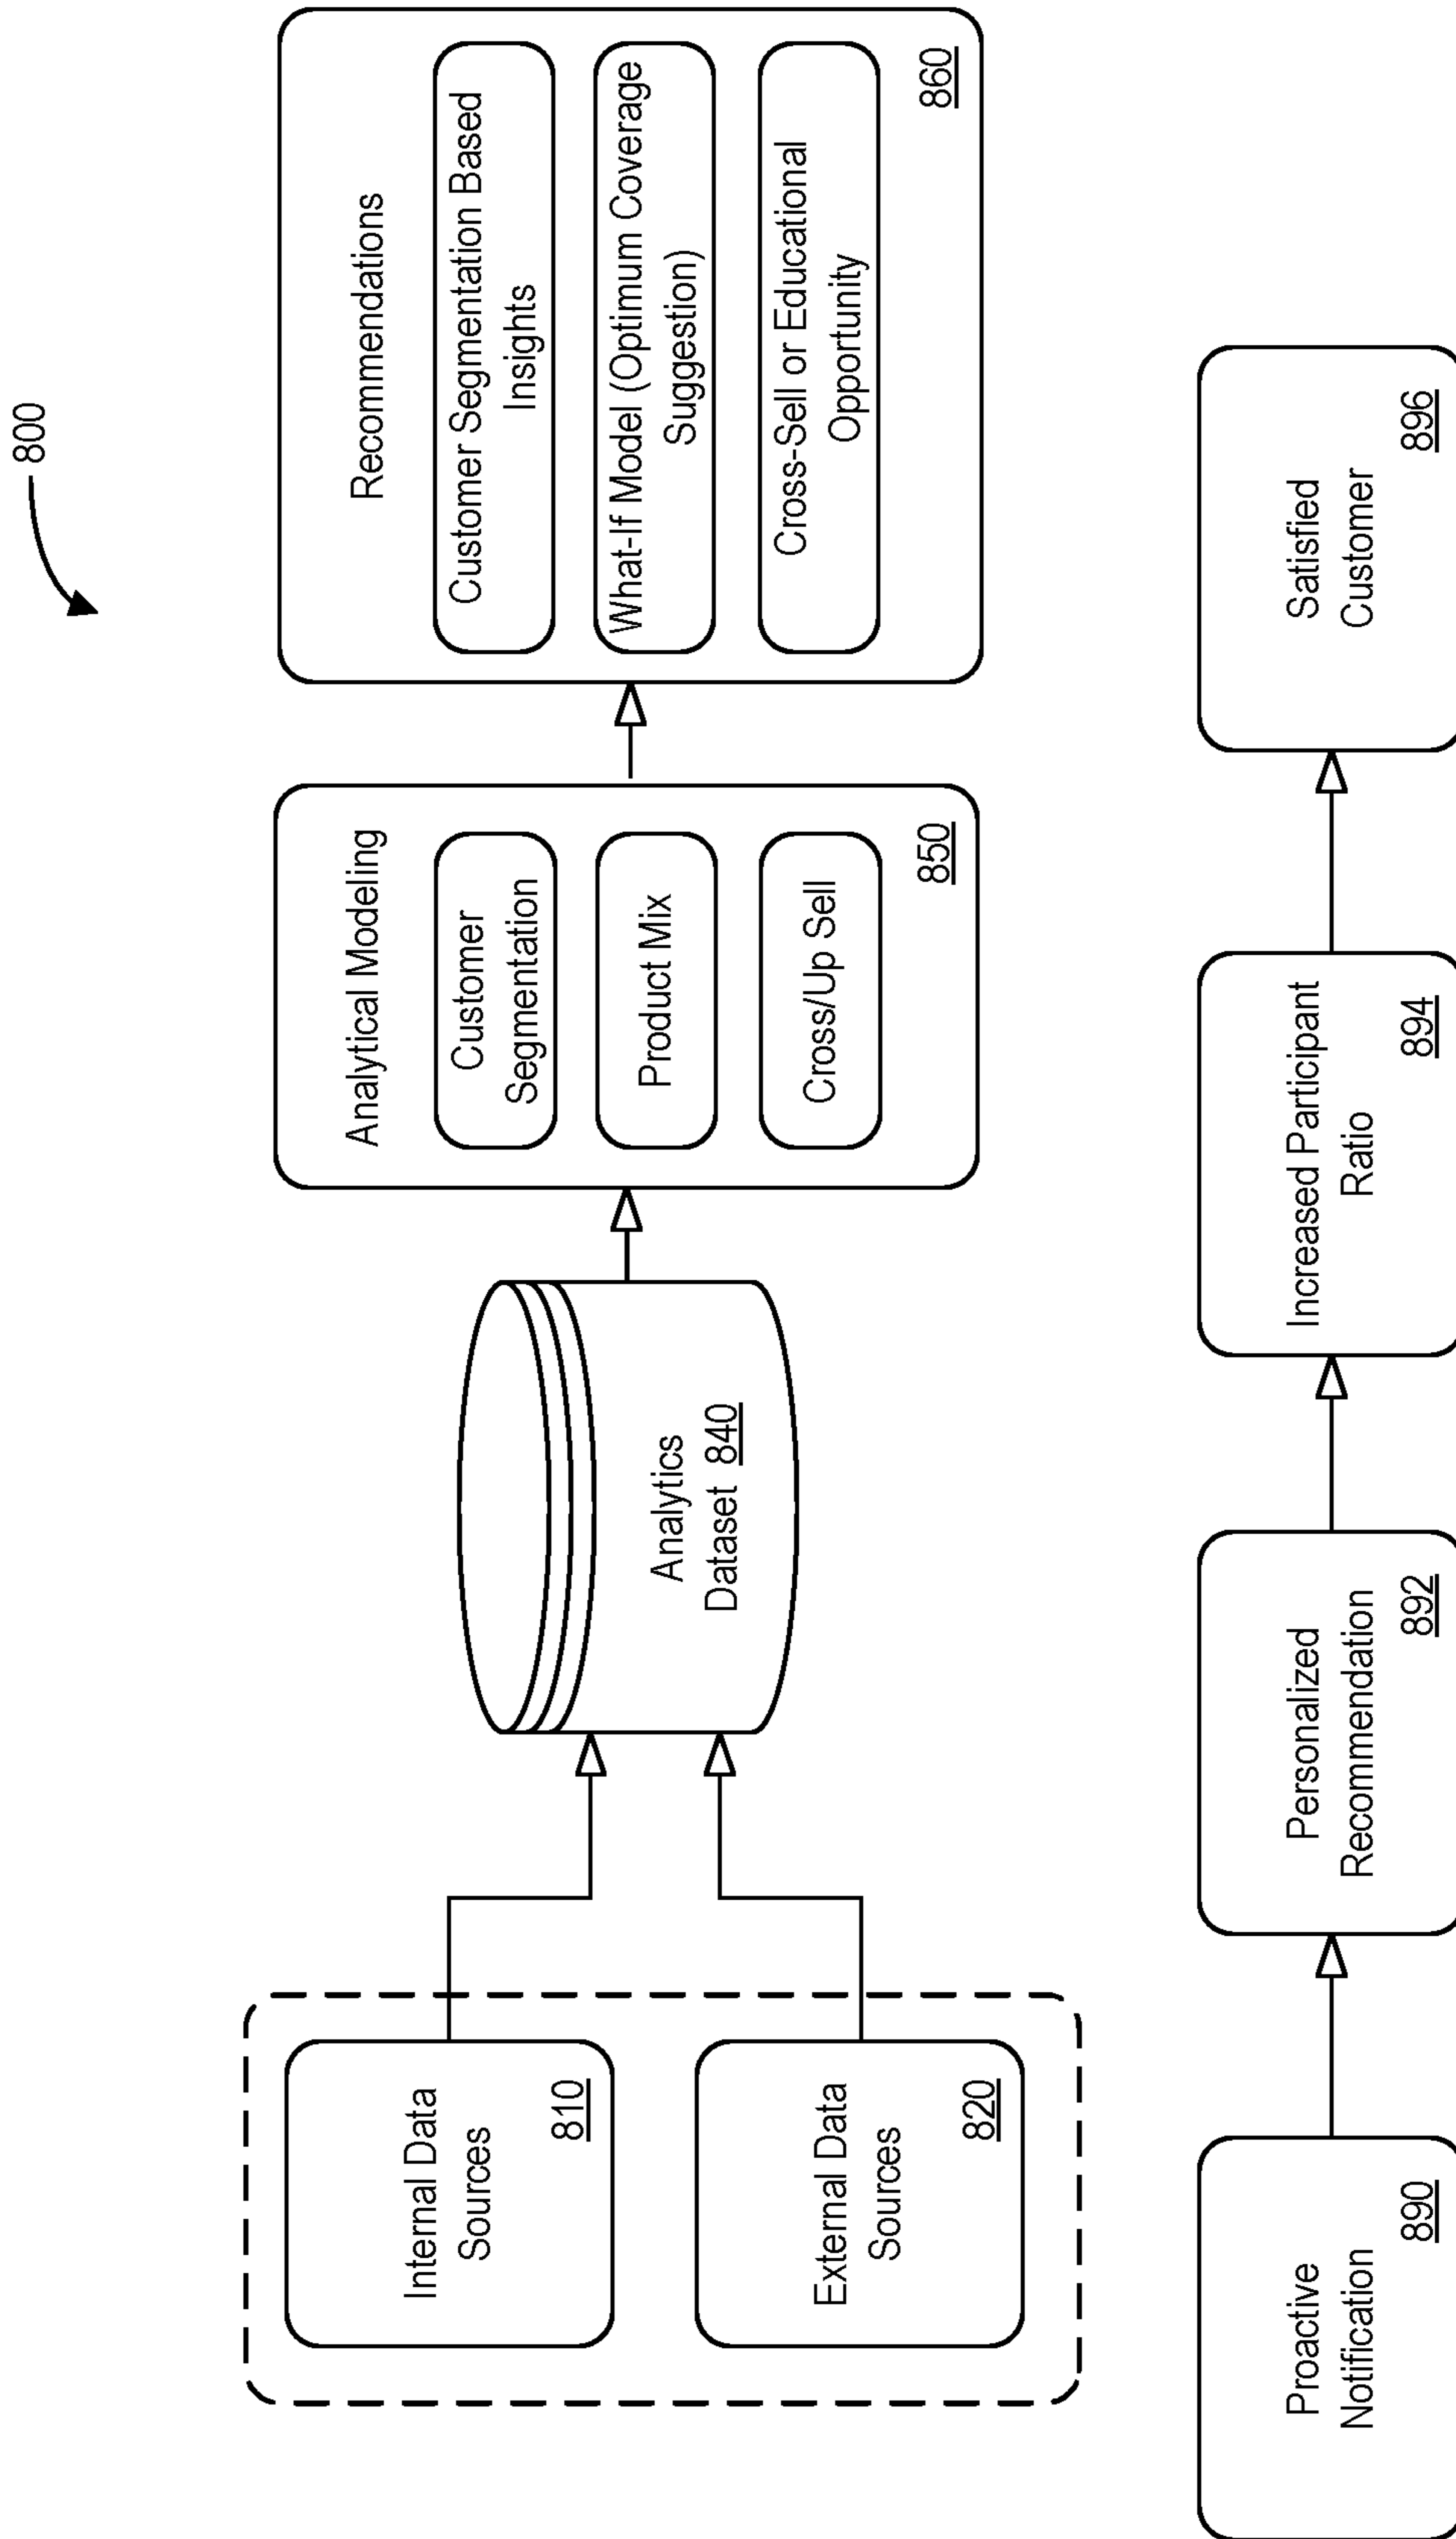 800
Internal Data
Sources
810
External Data
Sources
820
Analytics
Dataset 840
Analytical Modeling
Customer
Segmentation
Product Mix
Cross/Up Sell
850
Recommendations
Customer Segmentation Based
Insights
What-If Model (Optimum Coverage
Suggestion)
Cross-Sell or Educational
Opportunity
860
Proactive
Notification
890
Personalized
Recommendation
892
Increased Participant
Ratio
894
Satisfied
Customer
896